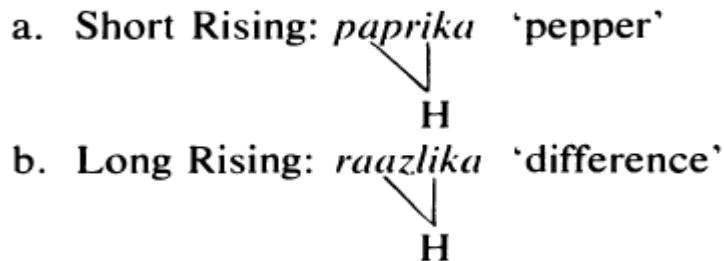 a. Short Rising: paprika ‘pepper’
H
b. Long Rising: raazlika ‘difference’
H